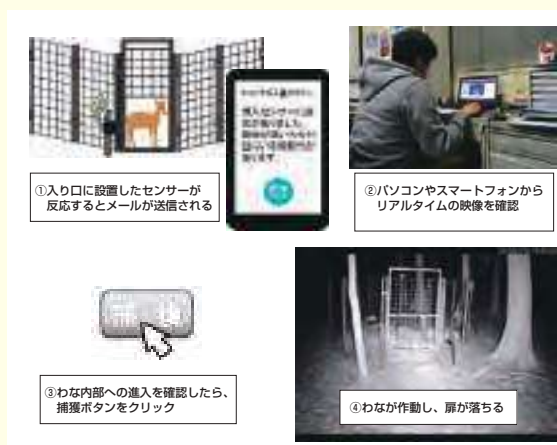 ①入り口に設置したセンサーが
反応するとメールが送信される
②パソコンやスマートフォンから
リアルタイムの映像を確認
③わな内部への進入を確認したら、
捕獲ボタンをクリック
④わなが作動し、扉が落ちる